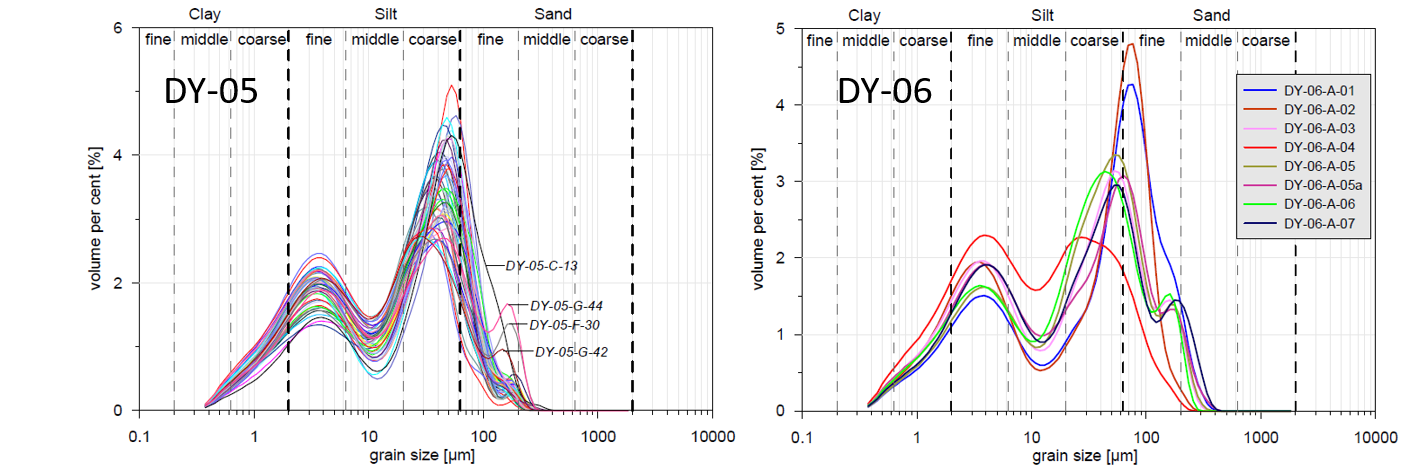 Clay Silt Sand
fine middle coarse fine middle coarse fine middle coarse
DY-05
6
4
2
0
volume per cent [%]
DY-05-C-13
DY-05-G-44
DY-05-F-30
DY-05-G-42
0.1 1 10 100 1000 10000
grain size [µm]
Clay Silt Sand
fine middle coarse fine middle coarse fine middle coarse
DY-06
5
4
3
2
1
0
volume per cent [%]
DY-06-A-01
DY-06-A-02
DY-06-A-03
DY-06-A-04
DY-06-A-05
DY-06-A-05a
DY-06-A-06
DY-06-A-07
0.1 1 10 100 1000 10000
grain size [µm]